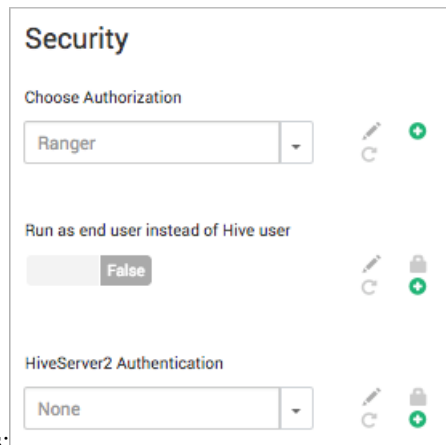 Security
Choose Authorization
Ranger
Run as end user instead of Hive user
False
HiveServer2 Authentication
None